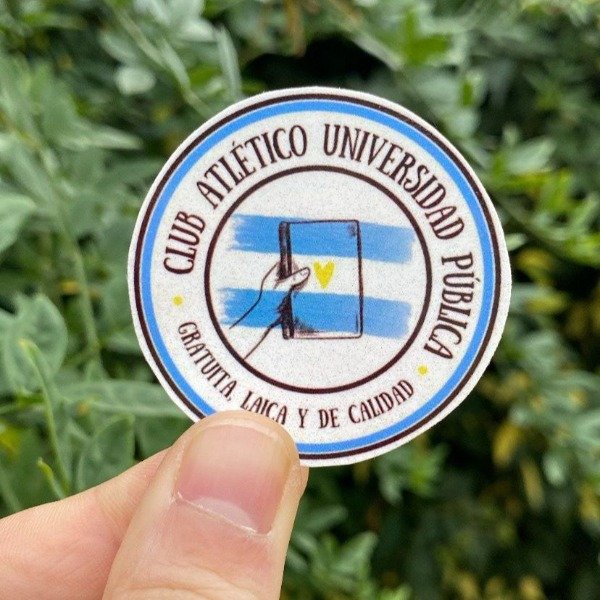 CLUB ATLÉTICO UNIVERSIDAD PÚBLICA
GRATUITA, LAICA Y DE CALIDAD